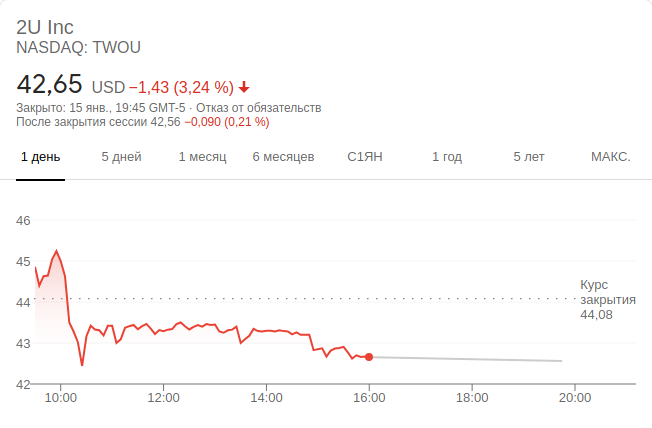 2U Inc
NASDAQ: TWOU
42,65 USD −1,43 (3,24 %)
Закрыто: 15 янв., 19:45 GMT-5 · Отказ от обязательств
После закрытия сессии 42,56 −0,090 (0,21 %)
1 день 5 дней 1 месяц 6 месяцев С1ЯН 1 год 5 лет МАКС.
46
45
44
43
42
Курс
закрытия
44,08
10:00 12:00 14:00 16:00 18:00 20:00